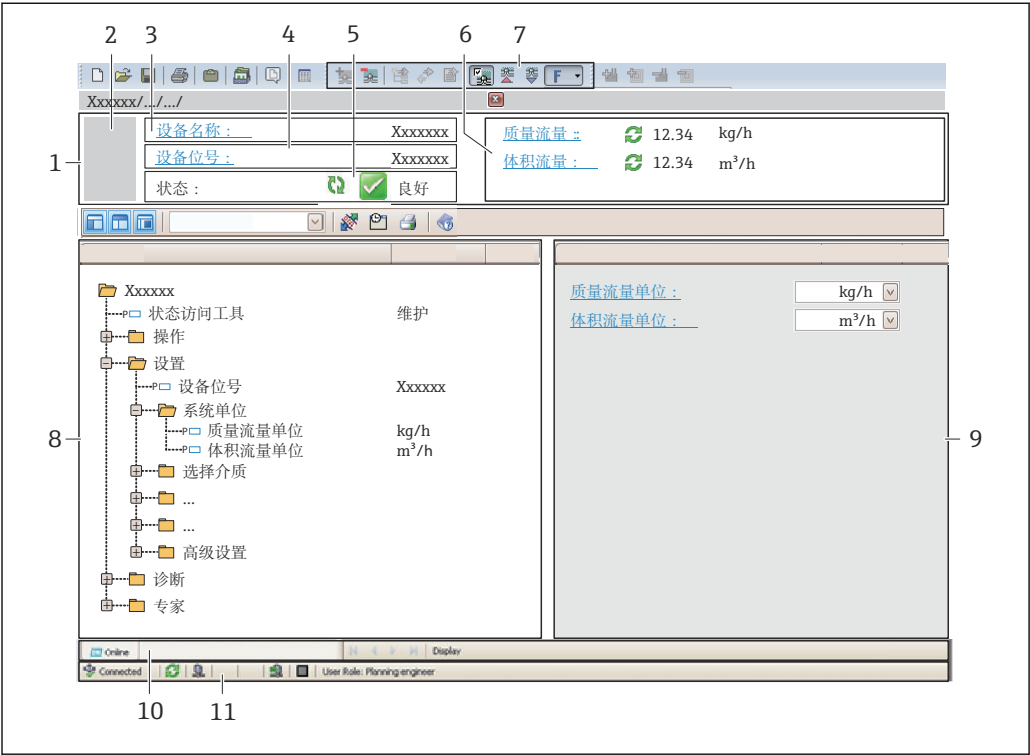 2 3 4 5 6 7
F
Xxxxxx/.../.../
1
设备名称： Xxxxxxx
设备位号： Xxxxxxx
状态： 良好
质量流量：: 12.34 kg/h
体积流量： 12.34 m³/h
Xxxxxx
P 状态访问工具 维护
操作
设置
P 设备位号 Xxxxxx
系统单位
P 质量流量单位 kg/h
P 体积流量单位 m³/h
选择介质
...
...
高级设置
诊断
专家
8
质量流量单位： kg/h
体积流量单位： m³/h
9
Online Display
Connected User Role: Planning engineer
10 11